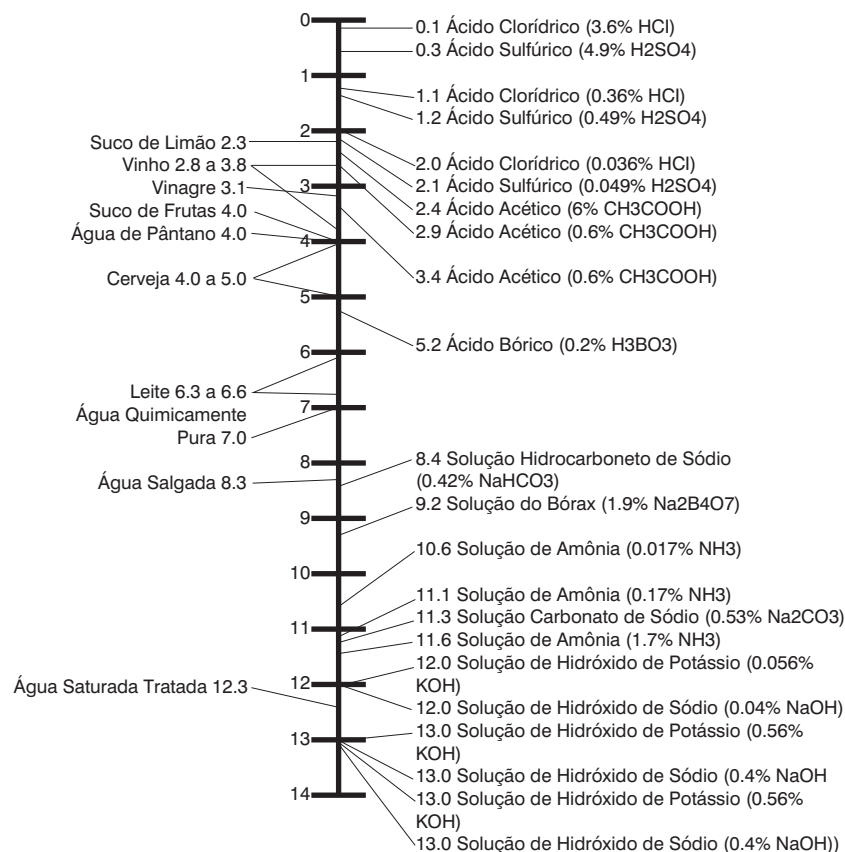 0
1
2
3
4
5
6
7
8
9
10
11
12
13
14
Suco de Limão 2.3
Vinho 2.8 a 3.8
Vinagre 3.1
Suco de Frutas 4.0
Água de Pântano 4.0
Cerveja 4.0 a 5.0
Leite 6.3 a 6.6
Água Quimicamente
Pura 7.0
Água Salgada 8.3
Água Saturada Tratada 12.3
0.1 Ácido Clorídrico (3.6% HCl)
0.3 Ácido Sulfúrico (4.9% H2SO4)
1.1 Ácido Clorídrico (0.36% HCl)
1.2 Ácido Sulfúrico (0.49% H2SO4)
2.0 Ácido Clorídrico (0.036% HCl)
2.1 Ácido Sulfúrico (0.049% H2SO4)
2.4 Ácido Acético (6% CH3COOH)
2.9 Ácido Acético (0.6% CH3COOH)
3.4 Ácido Acético (0.6% CH3COOH)
5.2 Ácido Bórico (0.2% H3BO3)
8.4 Solução Hidrocarboneto de Sódio
(0.42% NaHCO3)
9.2 Solução do Bórax (1.9% Na2B4O7)
10.6 Solução de Amônia (0.017% NH3)
11.1 Solução de Amônia (0.17% NH3)
11.3 Solução Carbonato de Sódio (0.53% Na2CO3)
11.6 Solução de Amônia (1.7% NH3)
12.0 Solução de Hidróxido de Potássio (0.056%
KOH)
12.0 Solução de Hidróxido de Sódio (0.04% NaOH)
13.0 Solução de Hidróxido de Potássio (0.56%
KOH)
13.0 Solução de Hidróxido de Sódio (0.4% NaOH
13.0 Solução de Hidróxido de Potássio (0.56%
KOH)
13.0 Solução de Hidróxido de Sódio (0.4% NaOH))